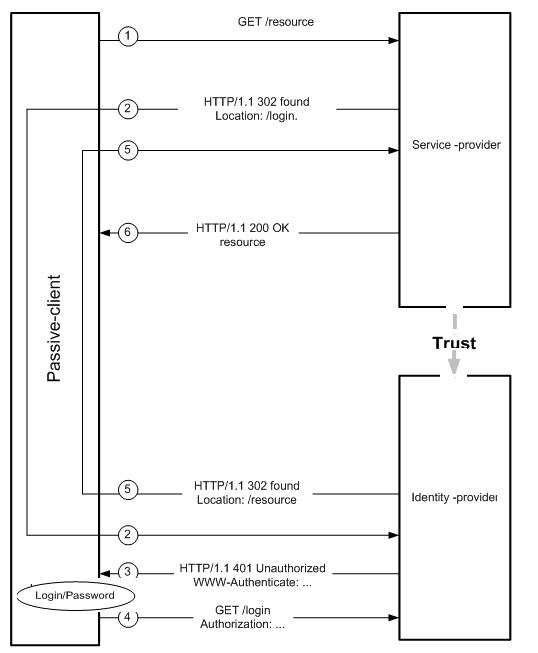 GET /resource
1
HTTP/1.1 302 found
2
Location: /login.
5
Service -provider
HTTP/1.1 200 OK
6
resource
Passive-client
Trust
HTTP/1.1 302 found
5
Location: /resource
Identity -provider
2
HTTP/1.1 401 Unauthorized
3
WWW-Authenticate: ...
Login/Password
GET /login
4
Authorization: ...